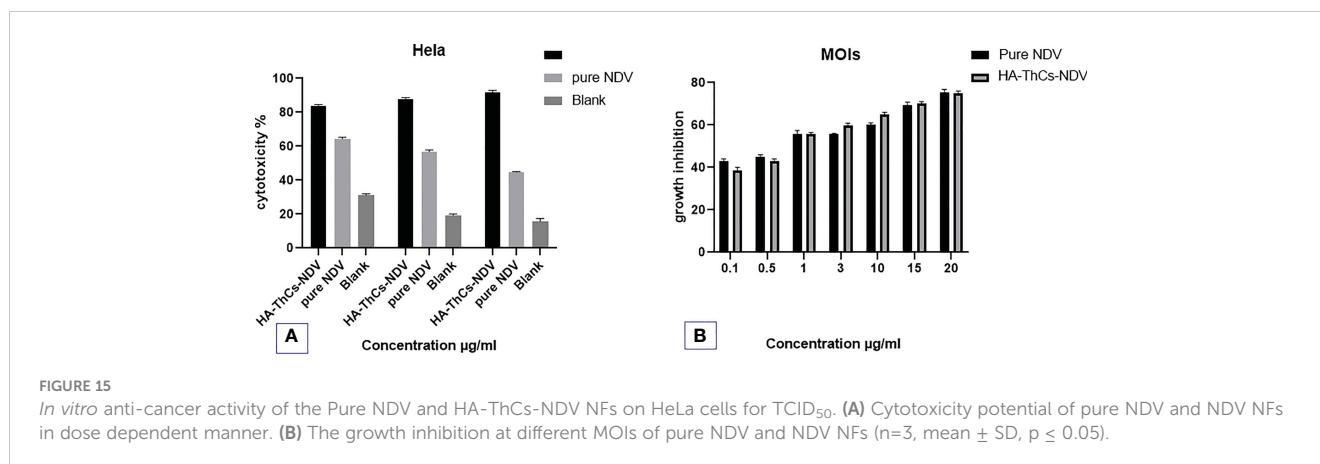 Hela
cytotoxicity %
100
80
60
40
20
0
pure NDV
Blank
HA-ThCs-NDV
pure NDV
Blank
HA-ThCs-NDV
pure NDV
Blank
HA-ThCs-NDV
pure NDV
Blank
A
Concentration µg/ml
MOIs
Pure NDV
HA-ThCs-NDV
growth inhibition
80
60
40
20
0
0.1 0.5 1 3 10 15 20
B
Concentration µg/ml
FIGURE 15
In vitro anti-cancer activity of the Pure NDV and HA-ThCs-NDV NFs on HeLa cells for TCID50. (A) Cytotoxicity potential of pure NDV and NDV NFs
in dose dependent manner. (B) The growth inhibition at different MOIs of pure NDV and NDV NFs (n=3, mean ± SD, p ≤ 0.05).